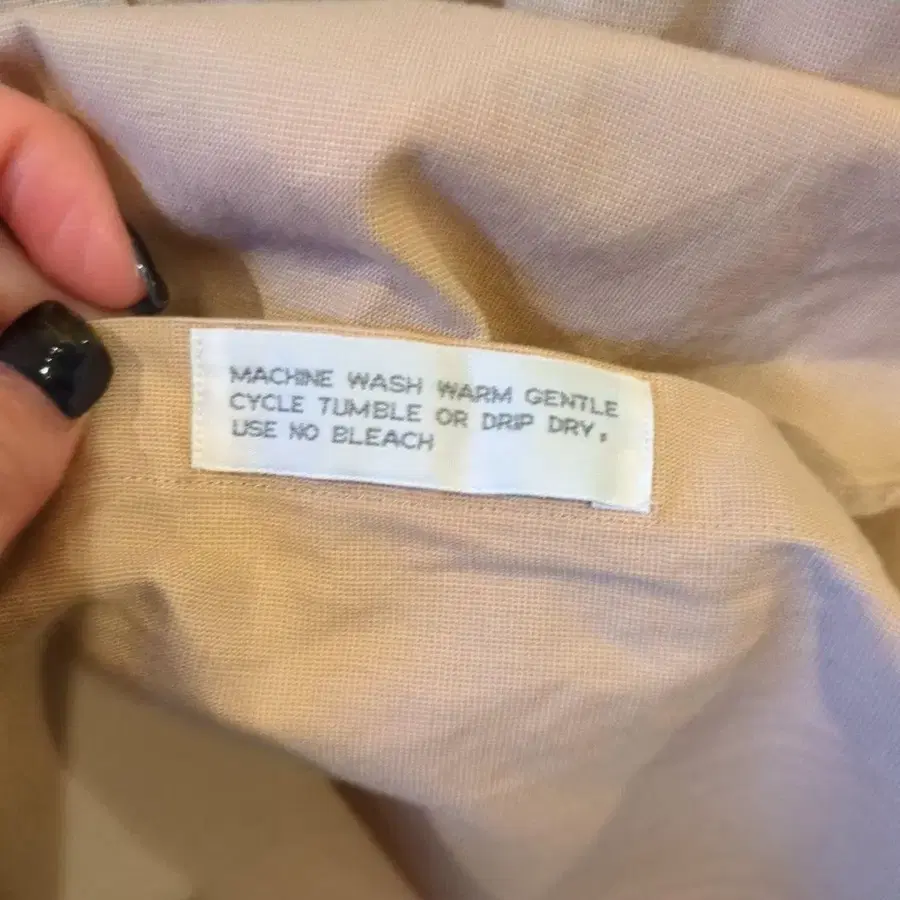 MACHINE WASH WARM GENTLE
CYCLE TUMBLE OR DRIP DRY,
USE NO BLEACH